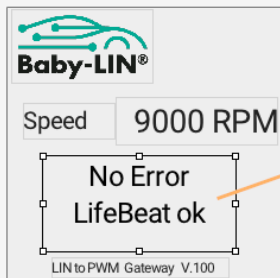 Baby-LIN®
Speed 9000 RPM
No Error
LifeBeat ok
LIN to PWM Gateway V.100